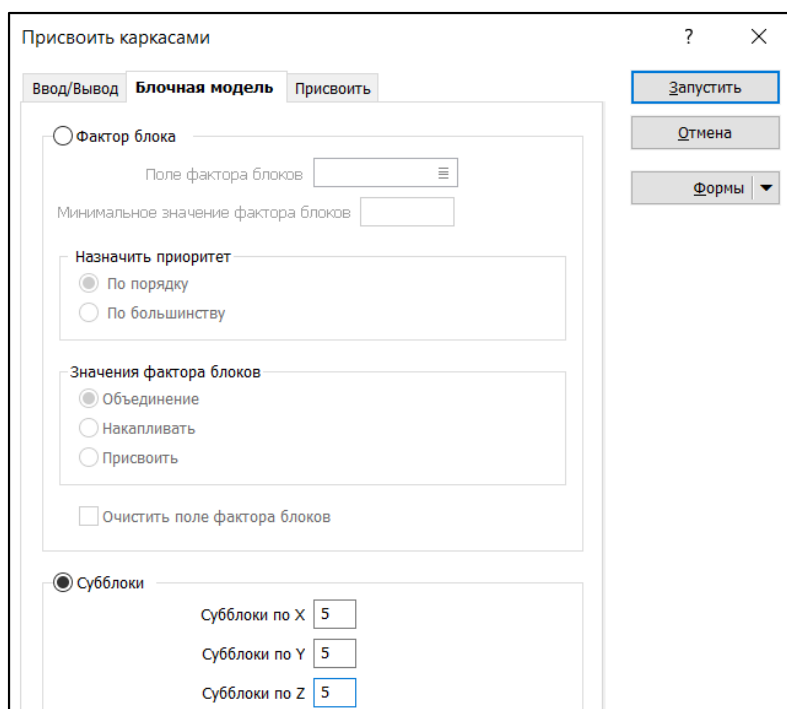 Присвоить каркасами ?
Ввод/Вывод Блочная модель Присвоить
Запустить
Отмена
Формы
Фактор блока
Поле фактора блоков
Минимальное значение фактора блоков
Назначить приоритет
По порядку
По большинству
Значения фактора блоков
Объединение
Накапливать
Присвоить
Очистить поле фактора блоков
Субблоки
Субблоки по X 5
Субблоки по Y 5
Субблоки по Z 5